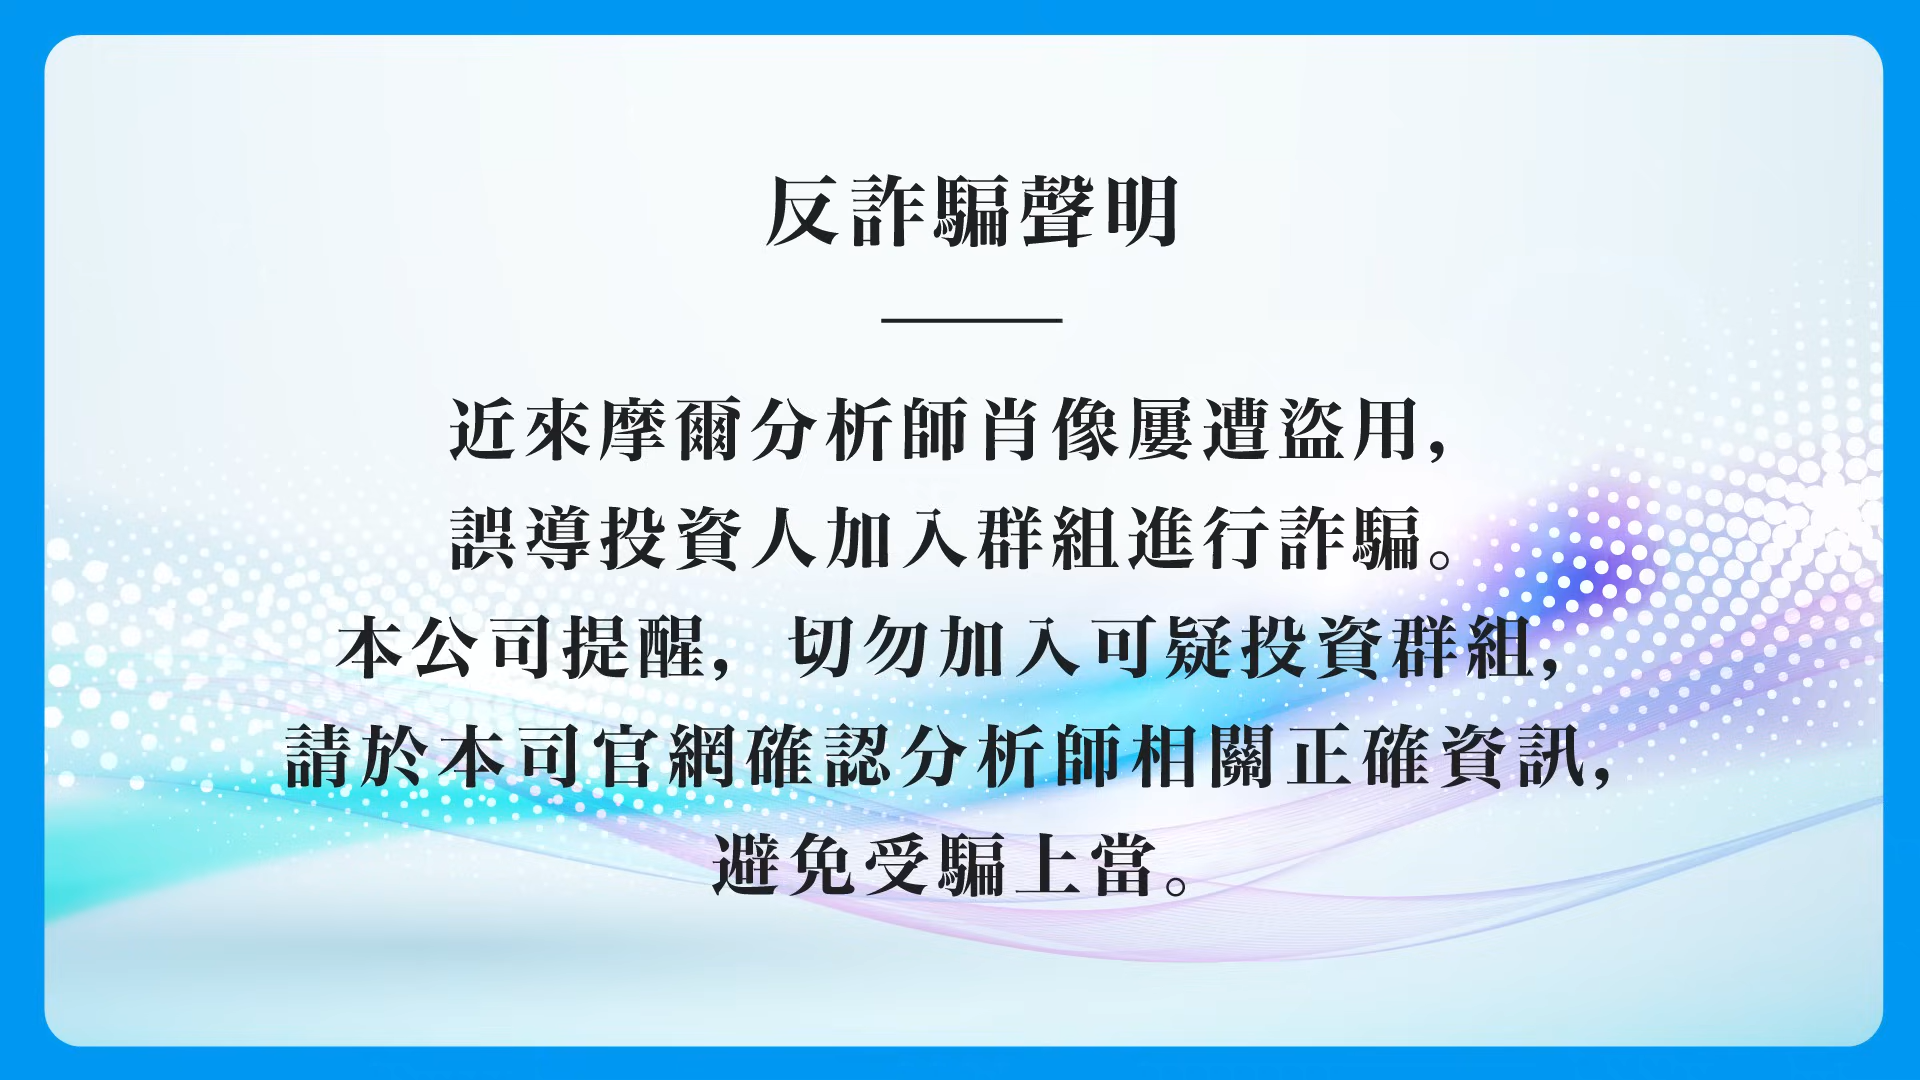 反詐騙聲明
近來摩爾分析師肖像屢遭盜用，
誤導投資人加入群組進行詐騙。
本公司提醒，切勿加入可疑投資群組，
請於本司官網確認分析師相關正確資訊，
避免受騙上當。